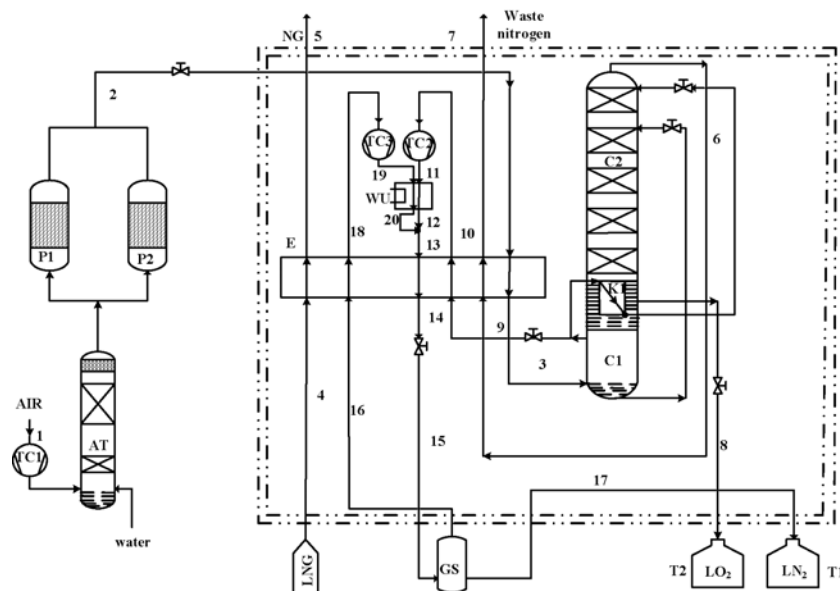 NG
5
7
Waste
nitrogen
2
6
TC3
TC2
C2
19
11
WU
20
12
18
13
10
P1
P2
E
K1
14
9
3
C1
4
16
15
8
AIR
1
TC1
AT
17
water
LNG
GS
T2
LO₂
LN₂